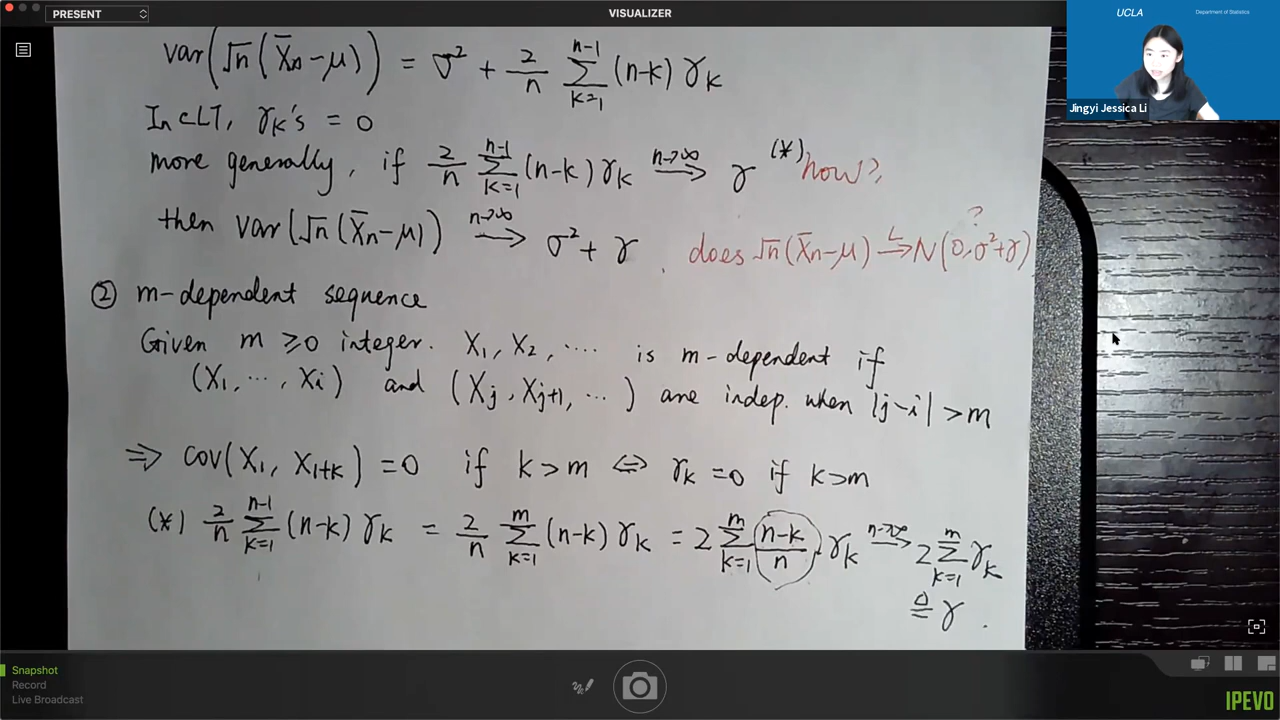 PRESENT
VISUALIZER
UCLA
Department of Statistics
Jingyi Jessica Li
var(√n(X̄n-μ)) = σ² + 2/n Σ_{k=1}^{n-1} (n-k) γk
In CLT, γk's = 0
more generally, if 2/n Σ_{k=1}^{n-1} (n-k) γk →^{n→∞} γ (*) how?
then var(√n(X̄n-μ)) →^{n→∞} σ² + γ . does √n(X̄n-μ) →^{L} N(0, σ²+γ) ?
② m-dependent sequence
Given m ≥ 0 integer. X1, X2, ···· is m-dependent if
(X1, ···, Xi) and (Xj, Xj+1, ···) are indep. when |j-i| > m
⇒ cov(X1, X1+k) = 0 if k > m ⇔ γk = 0 if k > m
(*) 2/n Σ_{k=1}^{n-1} (n-k) γk = 2/n Σ_{k=1}^{m} (n-k) γk = 2 Σ_{k=1}^{m} (n-k)/n · γk →^{n→∞} 2 Σ_{k=1}^{m} γk
≜ γ .
Snapshot
Record
Live Broadcast
IPEVO